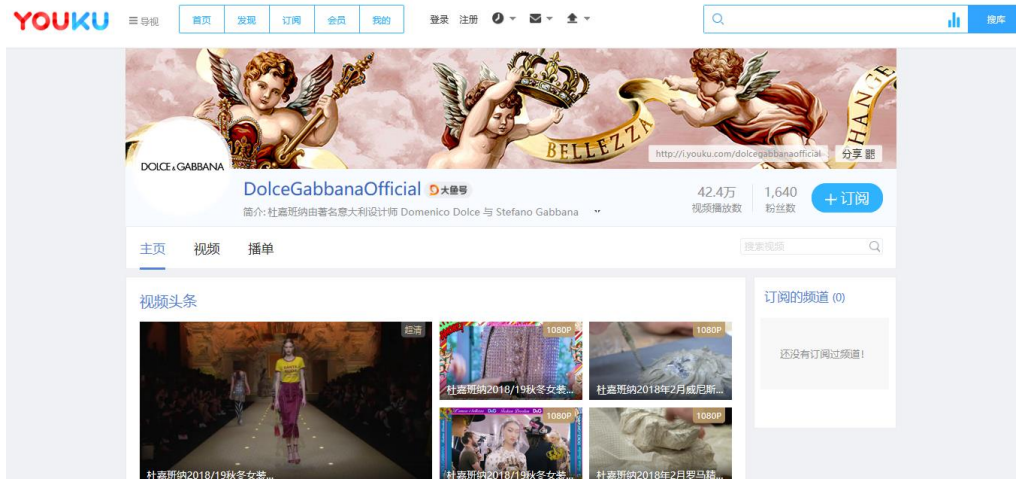 YOUKU
导视
首页 发现 订阅 会员 我的
登录 注册
搜库
BELLEZZA
CHANGE
http://i.youku.com/dolcegabbanaofficial
分享
DOLCE & GABBANA
DolceGabbanaOfficial 大鱼号
简介: 杜嘉班纳由著名意大利设计师 Domenico Dolce 与 Stefano Gabbana
42.4万
视频播放数
1,640
粉丝数
+订阅
主页 视频 播单
搜索视频
视频头条
超清
杜嘉班纳2018/19秋冬女装...
1080P
杜嘉班纳2018/19秋冬女装...
1080P
杜嘉班纳2018年2月威尼斯...
1080P
杜嘉班纳2018/19秋冬女装...
1080P
杜嘉班纳2018年2月罗马精...
订阅的频道 (0)
还没有订阅过频道!